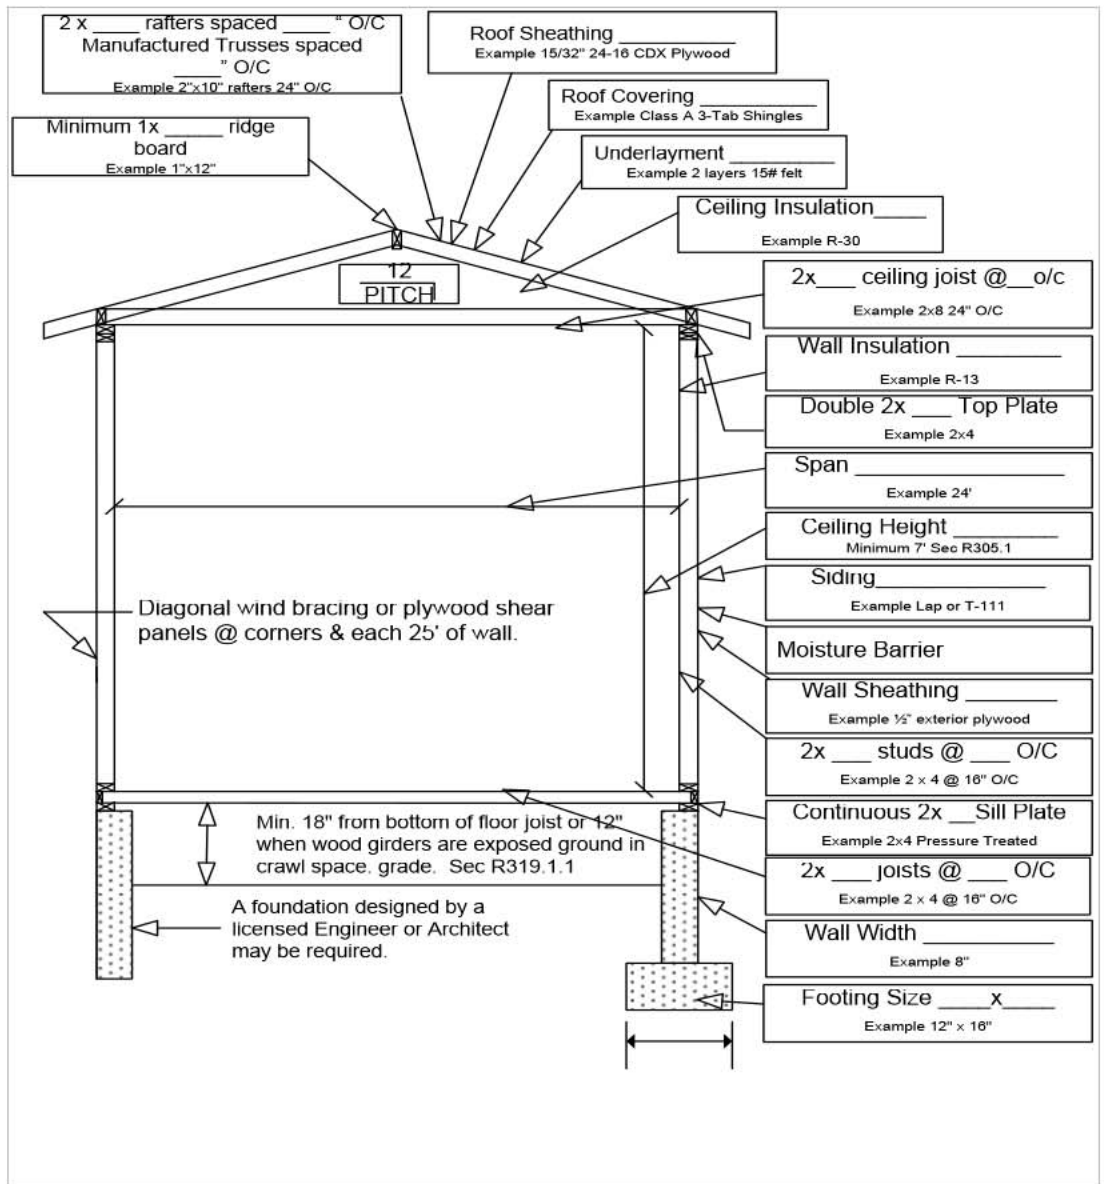 2 x ____ rafters spaced _____ “ O/C
Manufactured Trusses spaced
_____” O/C
Example 2"x10" rafters 24" O/C
Roof Sheathing __________
Example 15/32" 24-16 CDX Plywood
Roof Covering __________
Example Class A 3-Tab Shingles
Minimum 1x _____ ridge
board
Example 1"x12"
Underlayment _________
Example 2 layers 15# felt
Ceiling Insulation____
Example R-30
12
PITCH
2x___ ceiling joist @__o/c
Example 2x8 24" O/C
Wall Insulation _________
Example R-13
Double 2x ___ Top Plate
Example 2x4
Span __________________
Example 24'
Ceiling Height _________
Minimum 7' Sec R305.1
Siding_______________
Example Lap or T-111
Diagonal wind bracing or plywood shear
panels @ corners & each 25' of wall.
Moisture Barrier
Wall Sheathing ________
Example ½" exterior plywood
2x ___ studs @ ___ O/C
Example 2 x 4 @ 16" O/C
Continuous 2x __Sill Plate
Example 2x4 Pressure Treated
Min. 18" from bottom of floor joist or 12"
when wood girders are exposed ground in
crawl space. grade.  Sec R319.1.1
2x ___ joists @ ___ O/C
Example 2 x 4 @ 16" O/C
A foundation designed by a
licensed Engineer or Architect
may be required.
Wall Width ___________
Example 8"
Footing Size ____x____
Example 12" x 16"